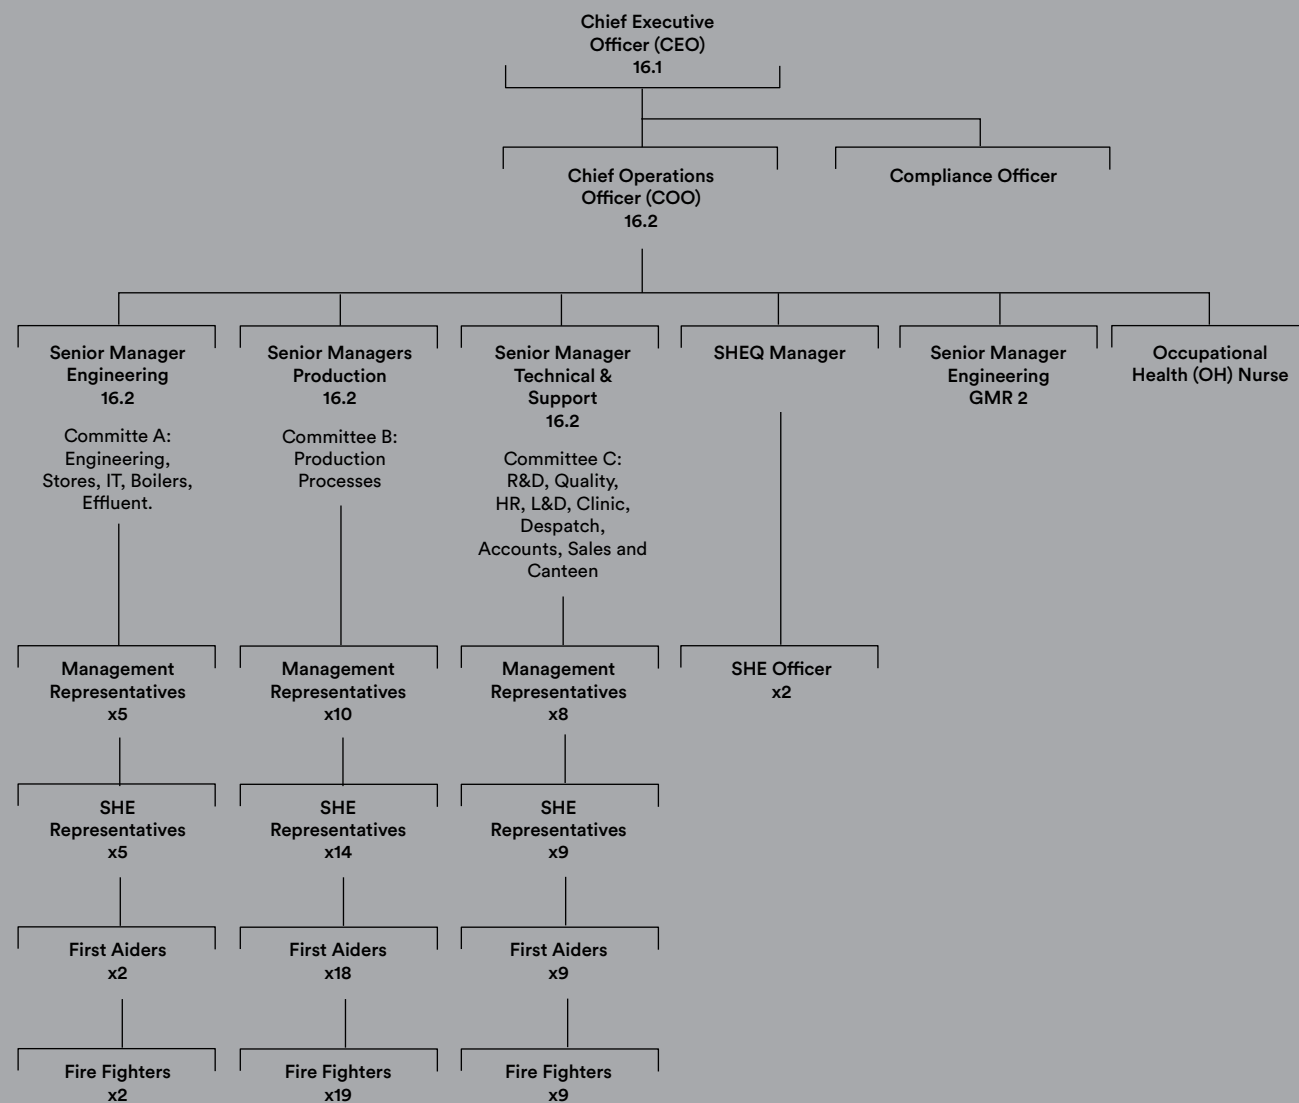 Chief Executive
Officer (CEO)
16.1
Chief Operations
Officer (COO)
16.2
Compliance Officer
Senior Manager
Engineering
16.2
Committe A:
Engineering,
Stores, IT, Boilers,
Effluent.
Senior Managers
Production
16.2
Committee B:
Production
Processes
Senior Manager
Technical &
Support
16.2
Committee C:
R&D, Quality,
HR, L&D, Clinic,
Despatch,
Accounts, Sales and
Canteen
SHEQ Manager
Senior Manager
Engineering
GMR 2
Occupational
Health (OH) Nurse
Management
Representatives
x5
Management
Representatives
x10
Management
Representatives
x8
SHE Officer
x2
SHE
Representatives
x5
SHE
Representatives
x14
SHE
Representatives
x9
First Aiders
x2
First Aiders
x18
First Aiders
x9
Fire Fighters
x2
Fire Fighters
x19
Fire Fighters
x9